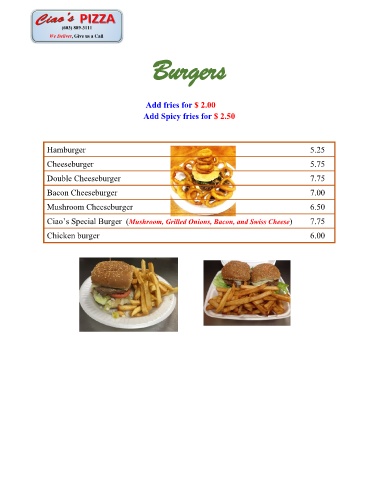 Ciao's PIZZA
(603) 889-3111
We Deliver, Give us a Call
Burgers
Add fries for $ 2.00
Add Spicy fries for $ 2.50
Hamburger 5.25
Cheeseburger 5.75
Double Cheeseburger 7.75
Bacon Cheeseburger 7.00
Mushroom Cheeseburger 6.50
Ciao's Special Burger (Mushroom, Grilled Onions, Bacon, and Swiss Cheese) 7.75
Chicken burger 6.00